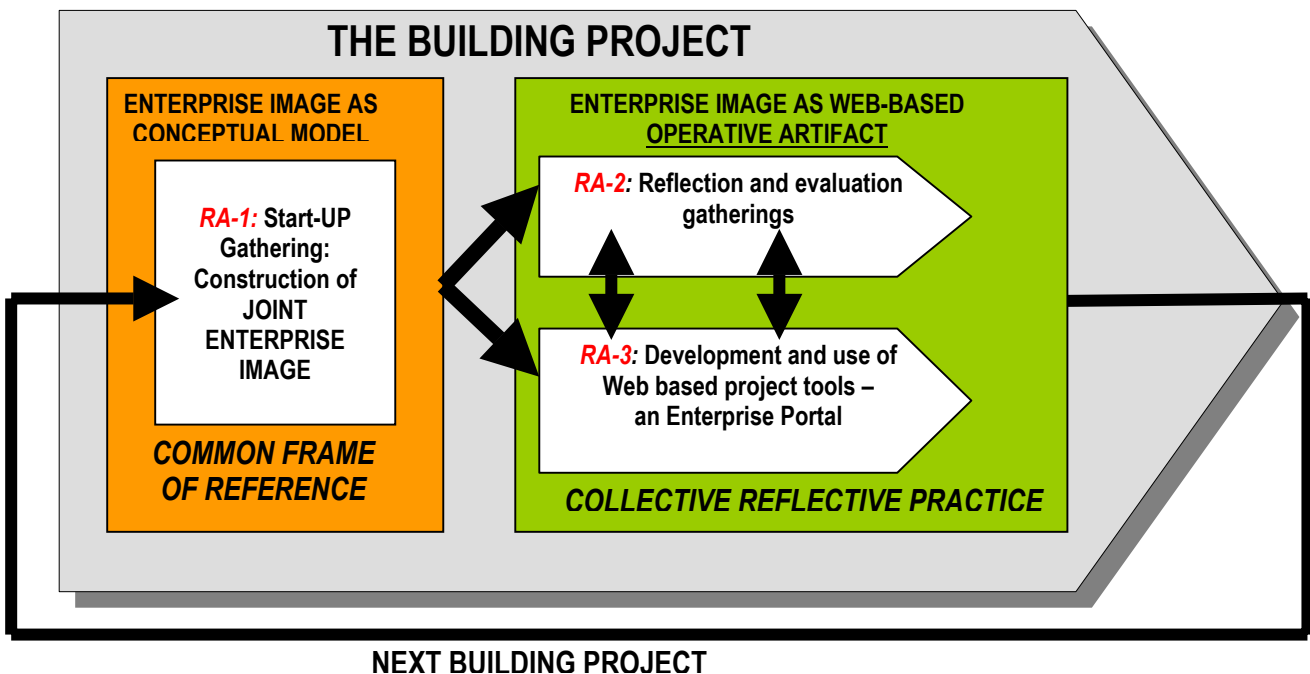 THE BUILDING PROJECT
ENTERPRISE IMAGE AS
CONCEPTUAL MODEL
RA-1: Start-UP
Gathering:
Construction of
JOINT
ENTERPRISE
IMAGE
COMMON FRAME
OF REFERENCE
ENTERPRISE IMAGE AS WEB-BASED
OPERATIVE ARTIFACT
RA-2: Reflection and evaluation
gatherings
RA-3: Development and use of
Web based project tools –
an Enterprise Portal
COLLECTIVE REFLECTIVE PRACTICE
NEXT BUILDING PROJECT